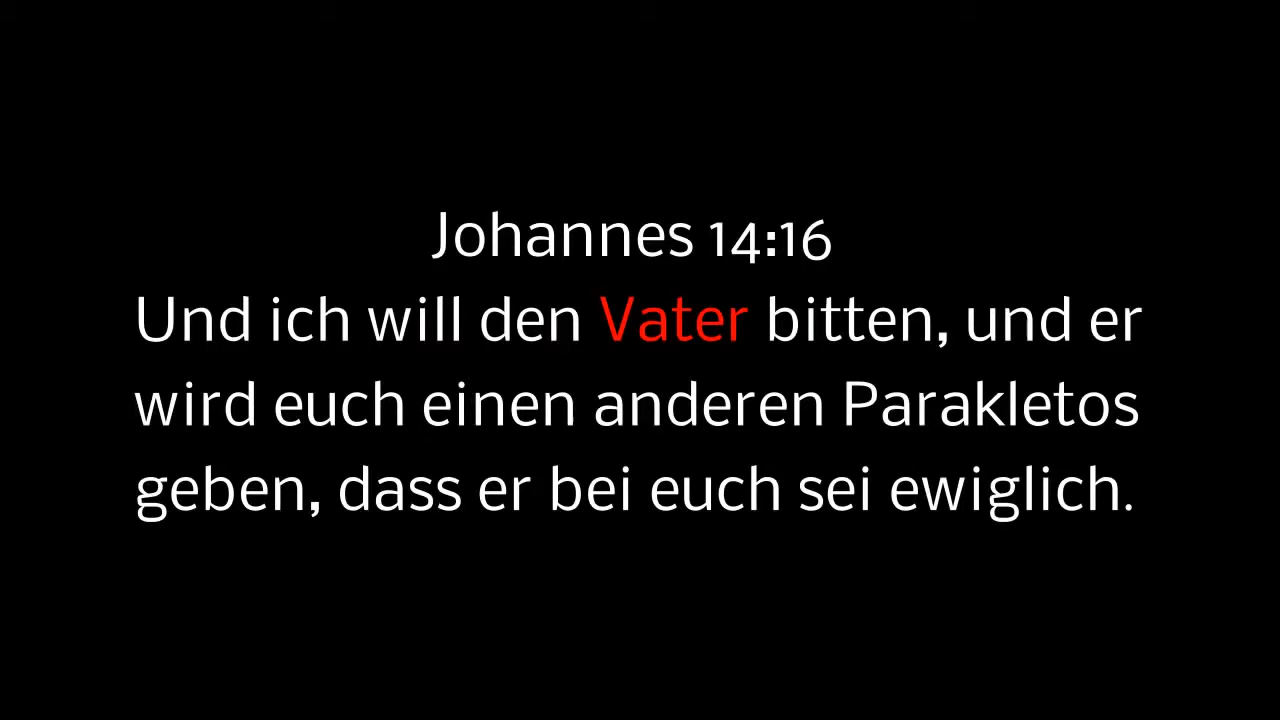 Johannes 14:16
Und ich will den Vater bitten, und er
wird euch einen anderen Parakletos
geben, dass er bei euch sei ewiglich.